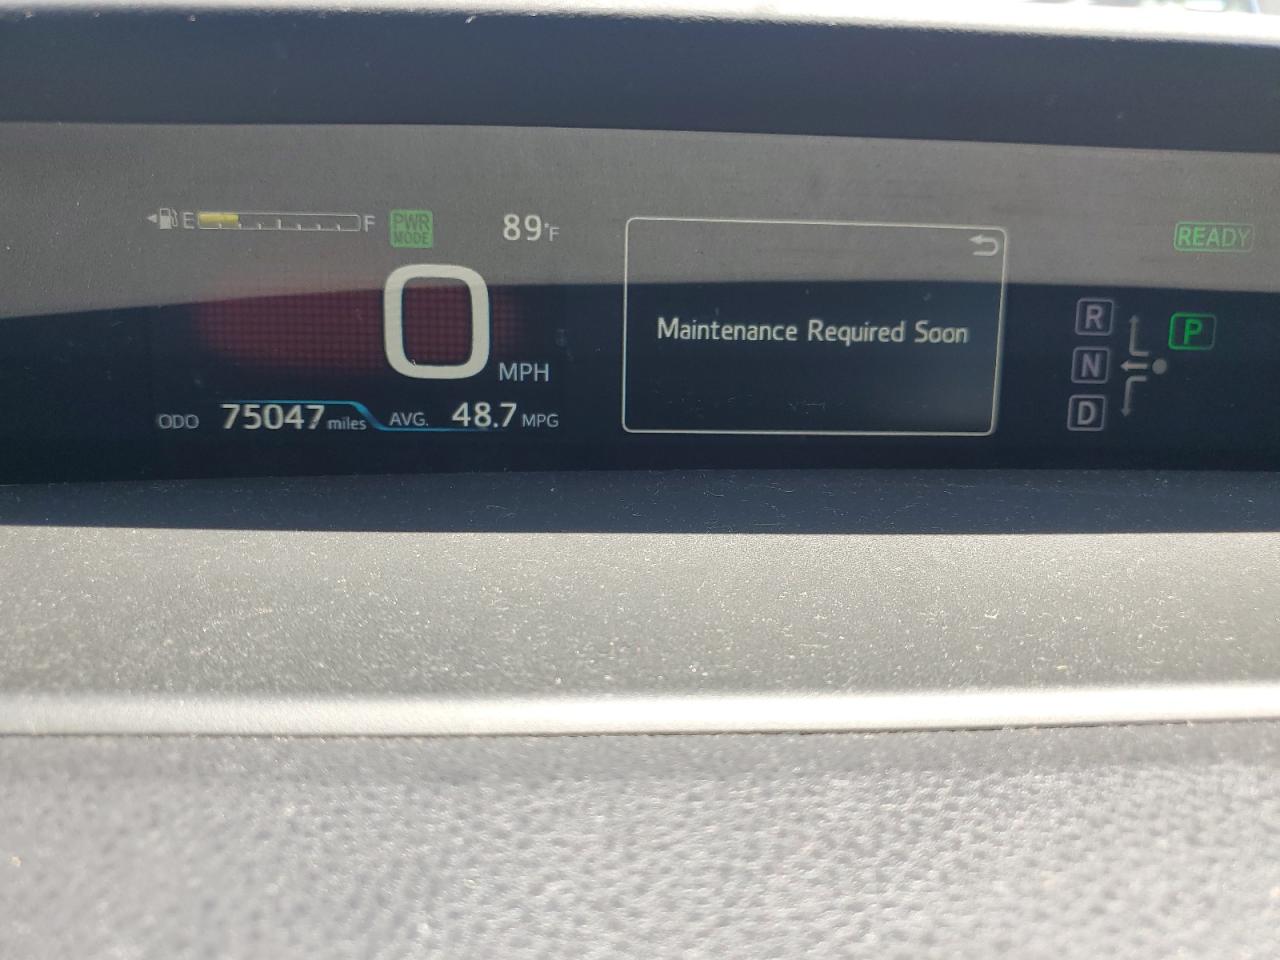 E F PWR MODE 89°F
READY
0 MPH
Maintenance Required Soon
R
N P
D
ODO 75047 miles AVG. 48.7 MPG